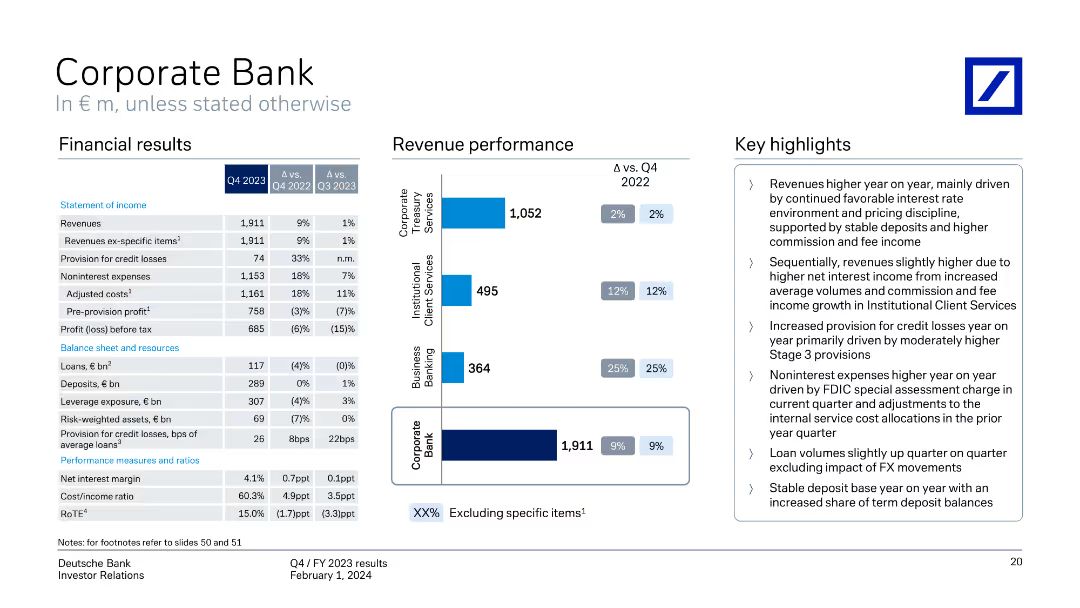 Corporate Bank
In € m, unless stated otherwise
Financial results
Q4 2023 Δ vs. Q4 2022 Δ vs. Q3 2023
Statement of income
Revenues 1,911 9% 1%
Revenues ex-specific items¹ 1,911 9% 1%
Provision for credit losses 74 33% n.m.
Noninterest expenses 1,153 18% 7%
Adjusted costs¹ 1,161 18% 11%
Pre-provision profit¹ 758 (3)% (7)%
Profit (loss) before tax 685 (6)% (15)%
Balance sheet and resources
Loans, € bn² 117 (4)% (0)%
Deposits, € bn 289 0% 1%
Leverage exposure, € bn 307 (4)% 3%
Risk-weighted assets, € bn 69 (7)% 0%
Provision for credit losses, bps of
average loans³ 26 8bps 22bps
Performance measures and ratios
Net interest margin 4.1% 0.7ppt 0.1ppt
Cost/income ratio 60.3% 4.9ppt 3.5ppt
RoTE⁴ 15.0% (1.7)ppt (3.3)ppt
Revenue performance
Δ vs. Q4
2022
Corporate
Treasury
Services
1,052 2% 2%
Institutional
Client Services
495 12% 12%
Business
Banking
364 25% 25%
Corporate
Bank
1,911 9% 9%
XX% Excluding specific items¹
Key highlights
〉 Revenues higher year on year, mainly driven
by continued favorable interest rate
environment and pricing discipline,
supported by stable deposits and higher
commission and fee income
〉 Sequentially, revenues slightly higher due to
higher net interest income from increased
average volumes and commission and fee
income growth in Institutional Client Services
〉 Increased provision for credit losses year on
year primarily driven by moderately higher
Stage 3 provisions
〉 Noninterest expenses higher year on year
driven by FDIC special assessment charge in
current quarter and adjustments to the
internal service cost allocations in the prior
year quarter
〉 Loan volumes slightly up quarter on quarter
excluding impact of FX movements
〉 Stable deposit base year on year with an
increased share of term deposit balances
Notes: for footnotes refer to slides 50 and 51
Deutsche Bank
Investor Relations
Q4 / FY 2023 results
February 1, 2024
20